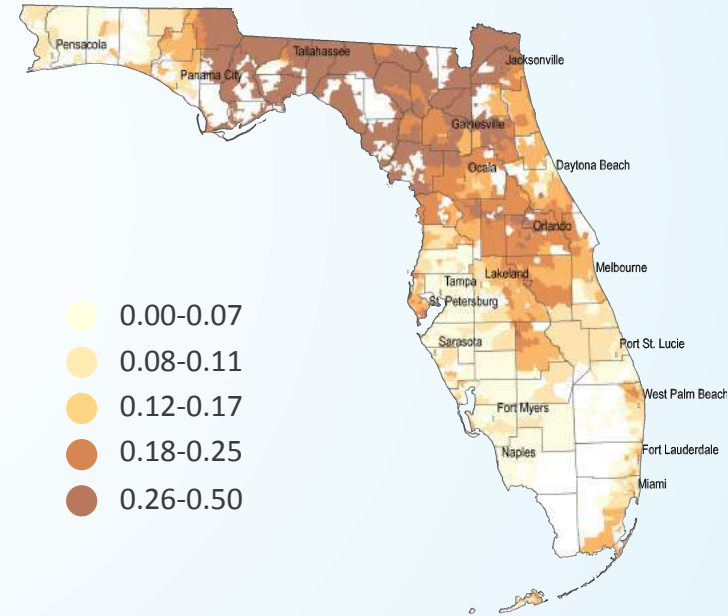 Pensacola
Tallahassee
Panama City
Jacksonville
Gainesville
Ocala
Daytona Beach
Orlando
Lakeland
Melbourne
Tampa
St. Petersburg
Sarasota
Port St. Lucie
West Palm Beach
Fort Myers
Naples
Fort Lauderdale
Miami
0.00-0.07
0.08-0.11
0.12-0.17
0.18-0.25
0.26-0.50